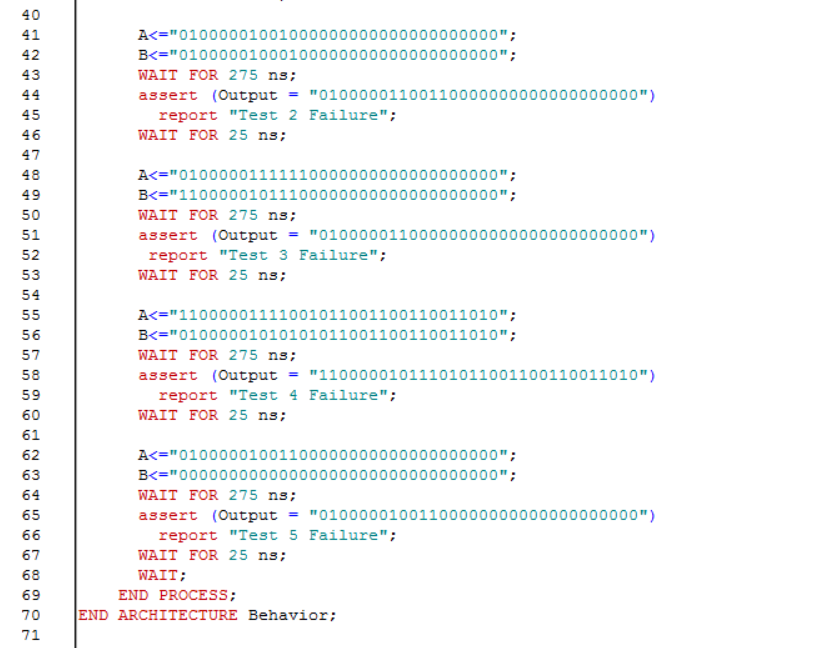 40
41 A<="01000001001000000000000000000000";
42 B<="01000001000100000000000000000000";
43 WAIT FOR 275 ns;
44 assert (Output = "01000001100110000000000000000000")
45 report "Test 2 Failure";
46 WAIT FOR 25 ns;
47
48 A<="01000001111110000000000000000000";
49 B<="11000001011100000000000000000000";
50 WAIT FOR 275 ns;
51 assert (Output = "01000001100000000000000000000000")
52 report "Test 3 Failure";
53 WAIT FOR 25 ns;
54
55 A<="11000001111001011001100110011010";
56 B<="01000001010101011001100110011010";
57 WAIT FOR 275 ns;
58 assert (Output = "11000001011101011001100110011010")
59 report "Test 4 Failure";
60 WAIT FOR 25 ns;
61
62 A<="01000001001100000000000000000000";
63 B<="00000000000000000000000000000000";
64 WAIT FOR 275 ns;
65 assert (Output = "01000001001100000000000000000000")
66 report "Test 5 Failure";
67 WAIT FOR 25 ns;
68 WAIT;
69 END PROCESS;
70 END ARCHITECTURE Behavior;
71